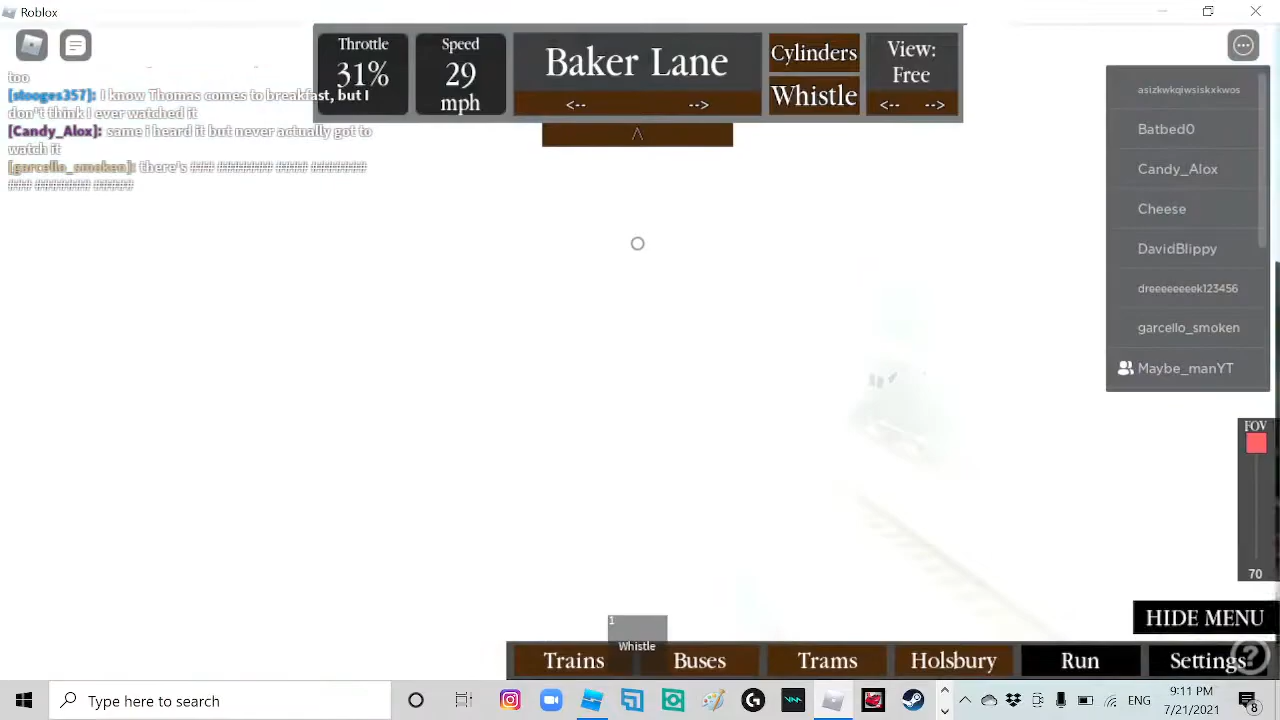 Roblox
too
[stooges357]: I know Thomas comes to breakfast, but I
don't think I ever watched it
[Candy_Alox]: same i heard it but never actually got to
watch it
[garcello_smoken]: there's ### ####### #### #######
### ####### #####
Throttle
31%
Speed
29
mph
Baker Lane
<-- -->
^
Cylinders
Whistle
View:
Free
<-- -->
asizkwkqiwsiskxkwos
Batbed0
Candy_Alox
Cheese
DavidBlippy
dreeeeeeeek123456
garcello_smoken
Maybe_manYT
FOV
70
HIDE MENU
1
Whistle
Trains Buses Trams Holsbury Run Settings
?
Type here to search
ENG
9:11 PM
7/21/2021
8